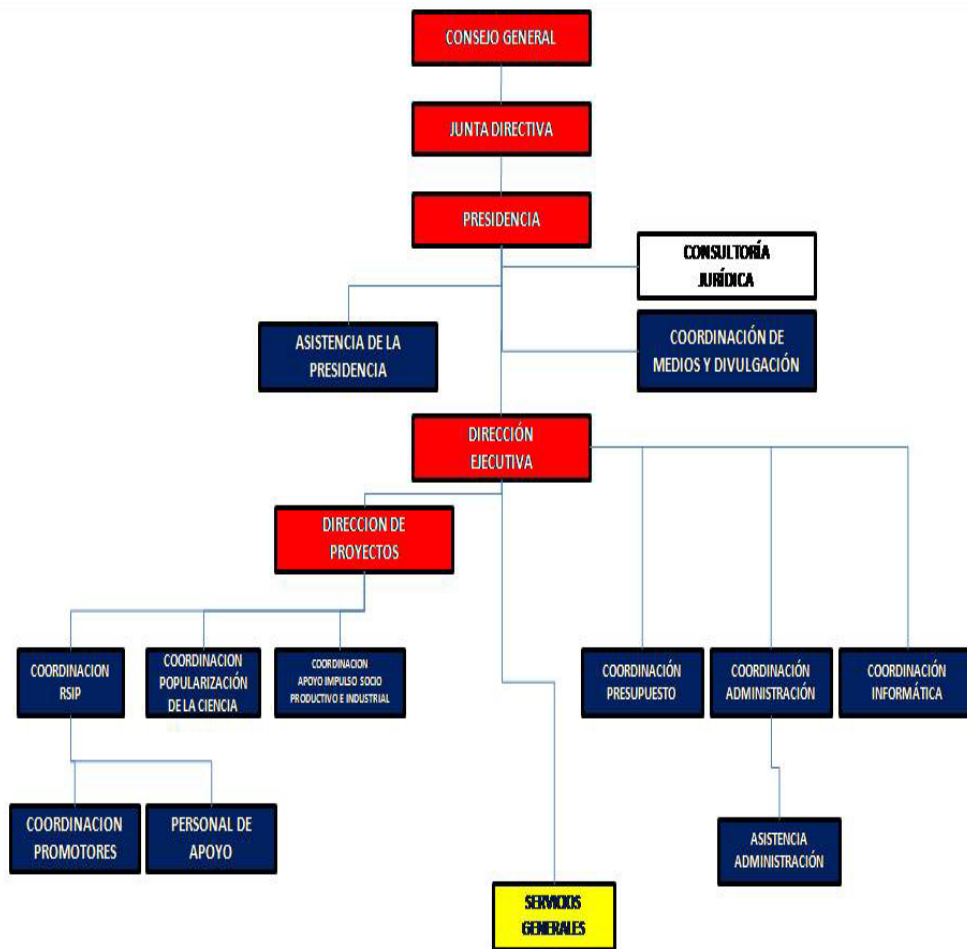 CONSEJO GENERAL
JUNTA DIRECTIVA
PRESIDENCIA
CONSULTORÍA
JURÍDICA
ASISTENCIA DE LA
PRESIDENCIA
COORDINACIÓN DE
MEDIOS Y DIVULGACIÓN
DIRECCIÓN
EJECUTIVA
DIRECCION DE
PROYECTOS
COORDINACION
RSIP
COORDINACION
POPULARIZACIÓN
DE LA CIENCIA
COORDINACION
APOYO IMPULSO SOCIO
PRODUCTIVO E INDUSTRIAL
COORDINACIÓN
PRESUPUESTO
COORDINACIÓN
ADMINISTRACIÓN
COORDINACIÓN
INFORMÁTICA
COORDINACION
PROMOTORES
PERSONAL DE
APOYO
ASISTENCIA
ADMINISTRACIÓN
SERVICIOS
GENERALES